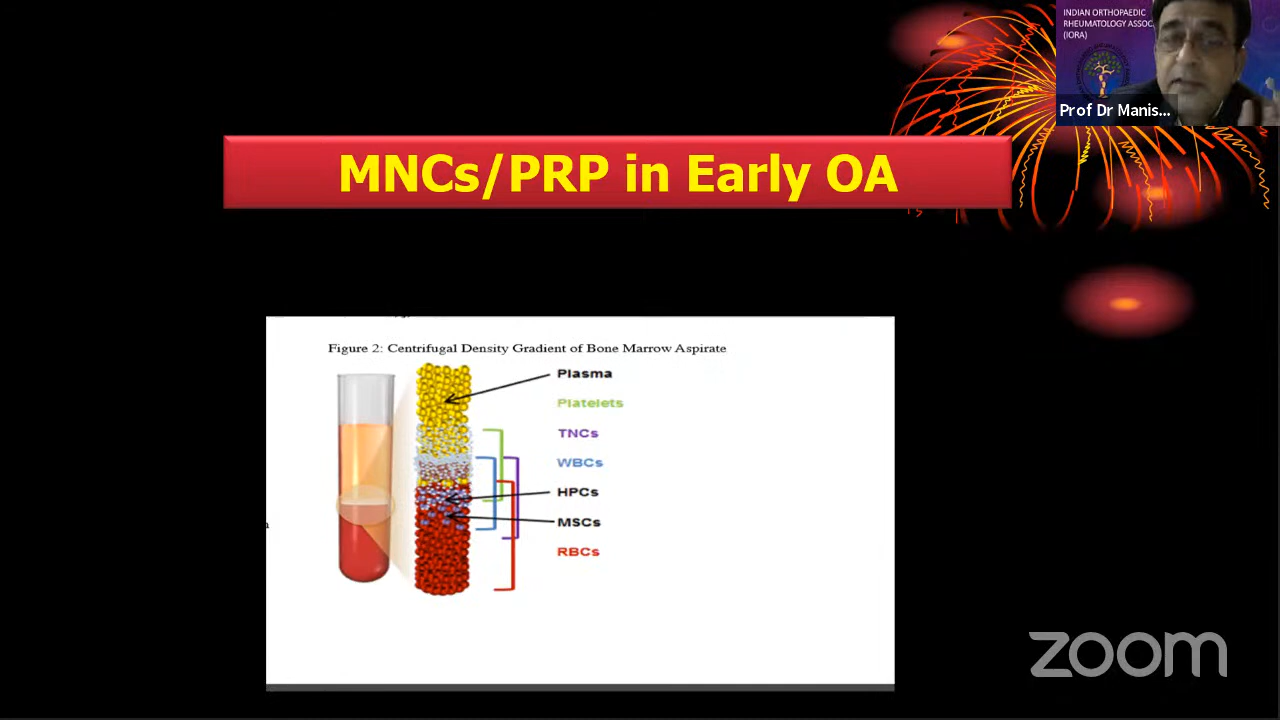 INDIAN ORTHOPAEDIC
RHEUMATOLOGY ASSOC
(IORA)
Prof Dr Manis...
MNCs/PRP in Early OA
Figure 2: Centrifugal Density Gradient of Bone Marrow Aspirate
Plasma
Platelets
TNCs
WBCs
HPCs
MSCs
RBCs
zoom